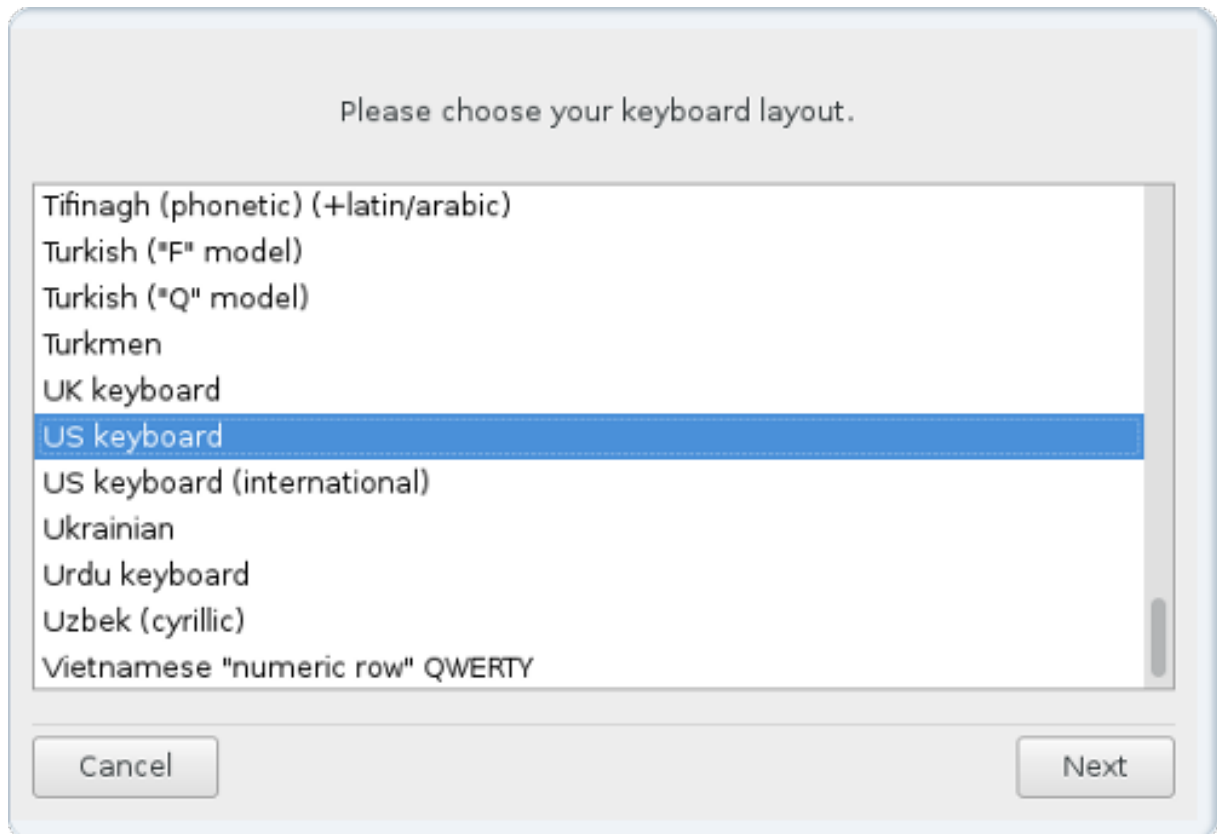 Please choose your keyboard layout.
Tifinagh (phonetic) (+latin/arabic)
Turkish ("F" model)
Turkish ("Q" model)
Turkmen
UK keyboard
US keyboard
US keyboard (international)
Ukrainian
Urdu keyboard
Uzbek (cyrillic)
Vietnamese "numeric row" QWERTY
Cancel
Next